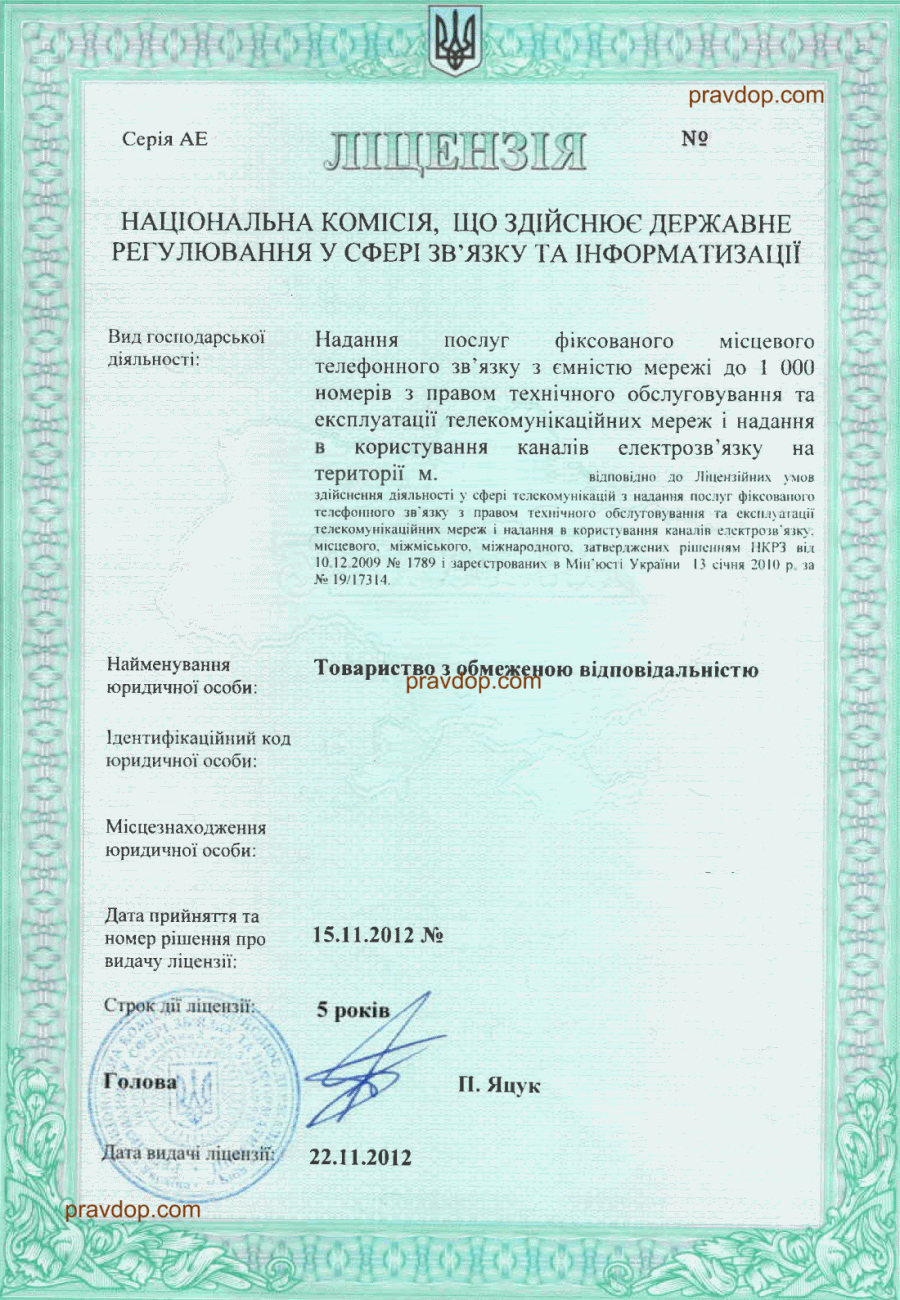 pravdop.com
Серія АЕ
ЛІЦЕНЗІЯ
№
НАЦІОНАЛЬНА КОМІСІЯ, ЩО ЗДІЙСНЮЄ ДЕРЖАВНЕ
РЕГУЛЮВАННЯ У СФЕРІ ЗВ’ЯЗКУ ТА ІНФОРМАТИЗАЦІЇ
Вид господарської
діяльності:
Надання послуг фіксованого місцевого
телефонного зв’язку з ємністю мережі до 1 000
номерів з правом технічного обслуговування та
експлуатації телекомунікаційних мереж і надання
в користування каналів електрозв’язку на
території м. відповідно до Ліцензійних умов
здійснення діяльності у сфері телекомунікацій з надання послуг фіксованого
телефонного зв’язку з правом технічного обслуговування та експлуатації
телекомунікаційних мереж і надання в користування каналів електрозв’язку:
місцевого, міжміського, міжнародного, затверджених рішенням НКРЗ від
10.12.2009 № 1789 і зареєстрованих в Мін’юсті України 13 січня 2010 р. за
№ 19/17314.
Найменування
юридичної особи:
Товариство з обмеженою відповідальністю
pravdop.com
Ідентифікаційний код
юридичної особи:
Місцезнаходження
юридичної особи:
Дата прийняття та
номер рішення про
видачу ліцензії:
15.11.2012 №
Строк дії ліцензії:
5 років
Голова
П. Яцук
Дата видачі ліцензії:
22.11.2012
pravdop.com